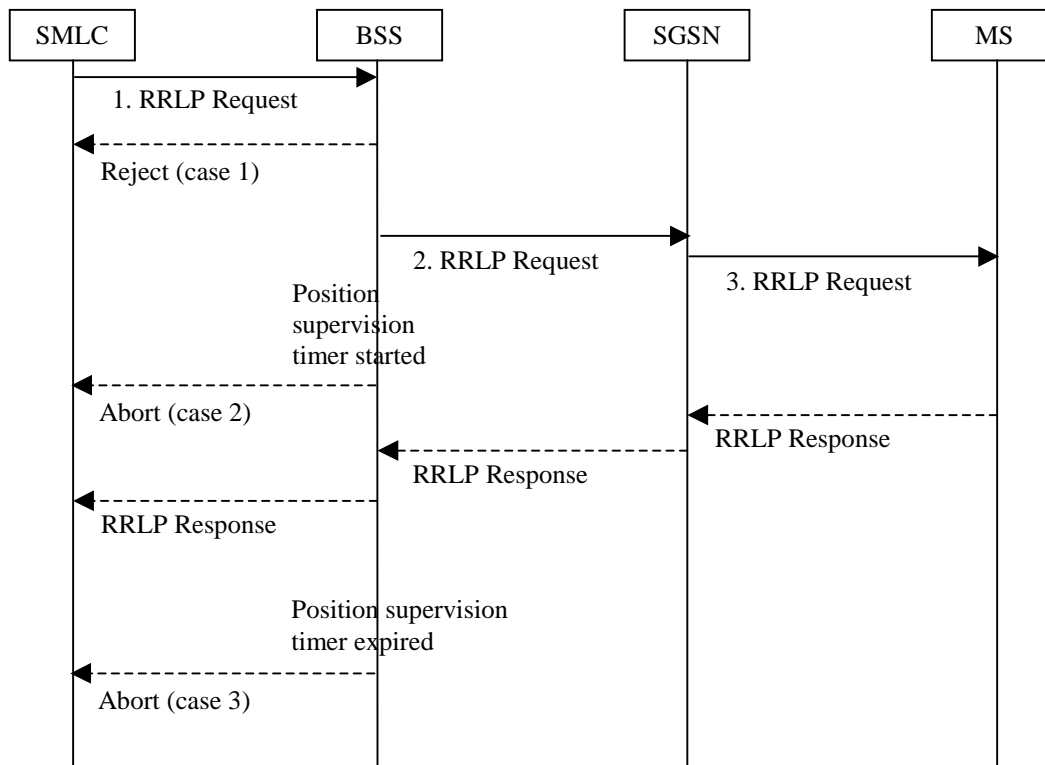 SMLC
BSS
SGSN
MS
1. RRLP Request
Reject (case 1)
2. RRLP Request
3. RRLP Request
Position
supervision
timer started
Abort (case 2)
RRLP Response
RRLP Response
RRLP Response
Position supervision
timer expired
Abort (case 3)